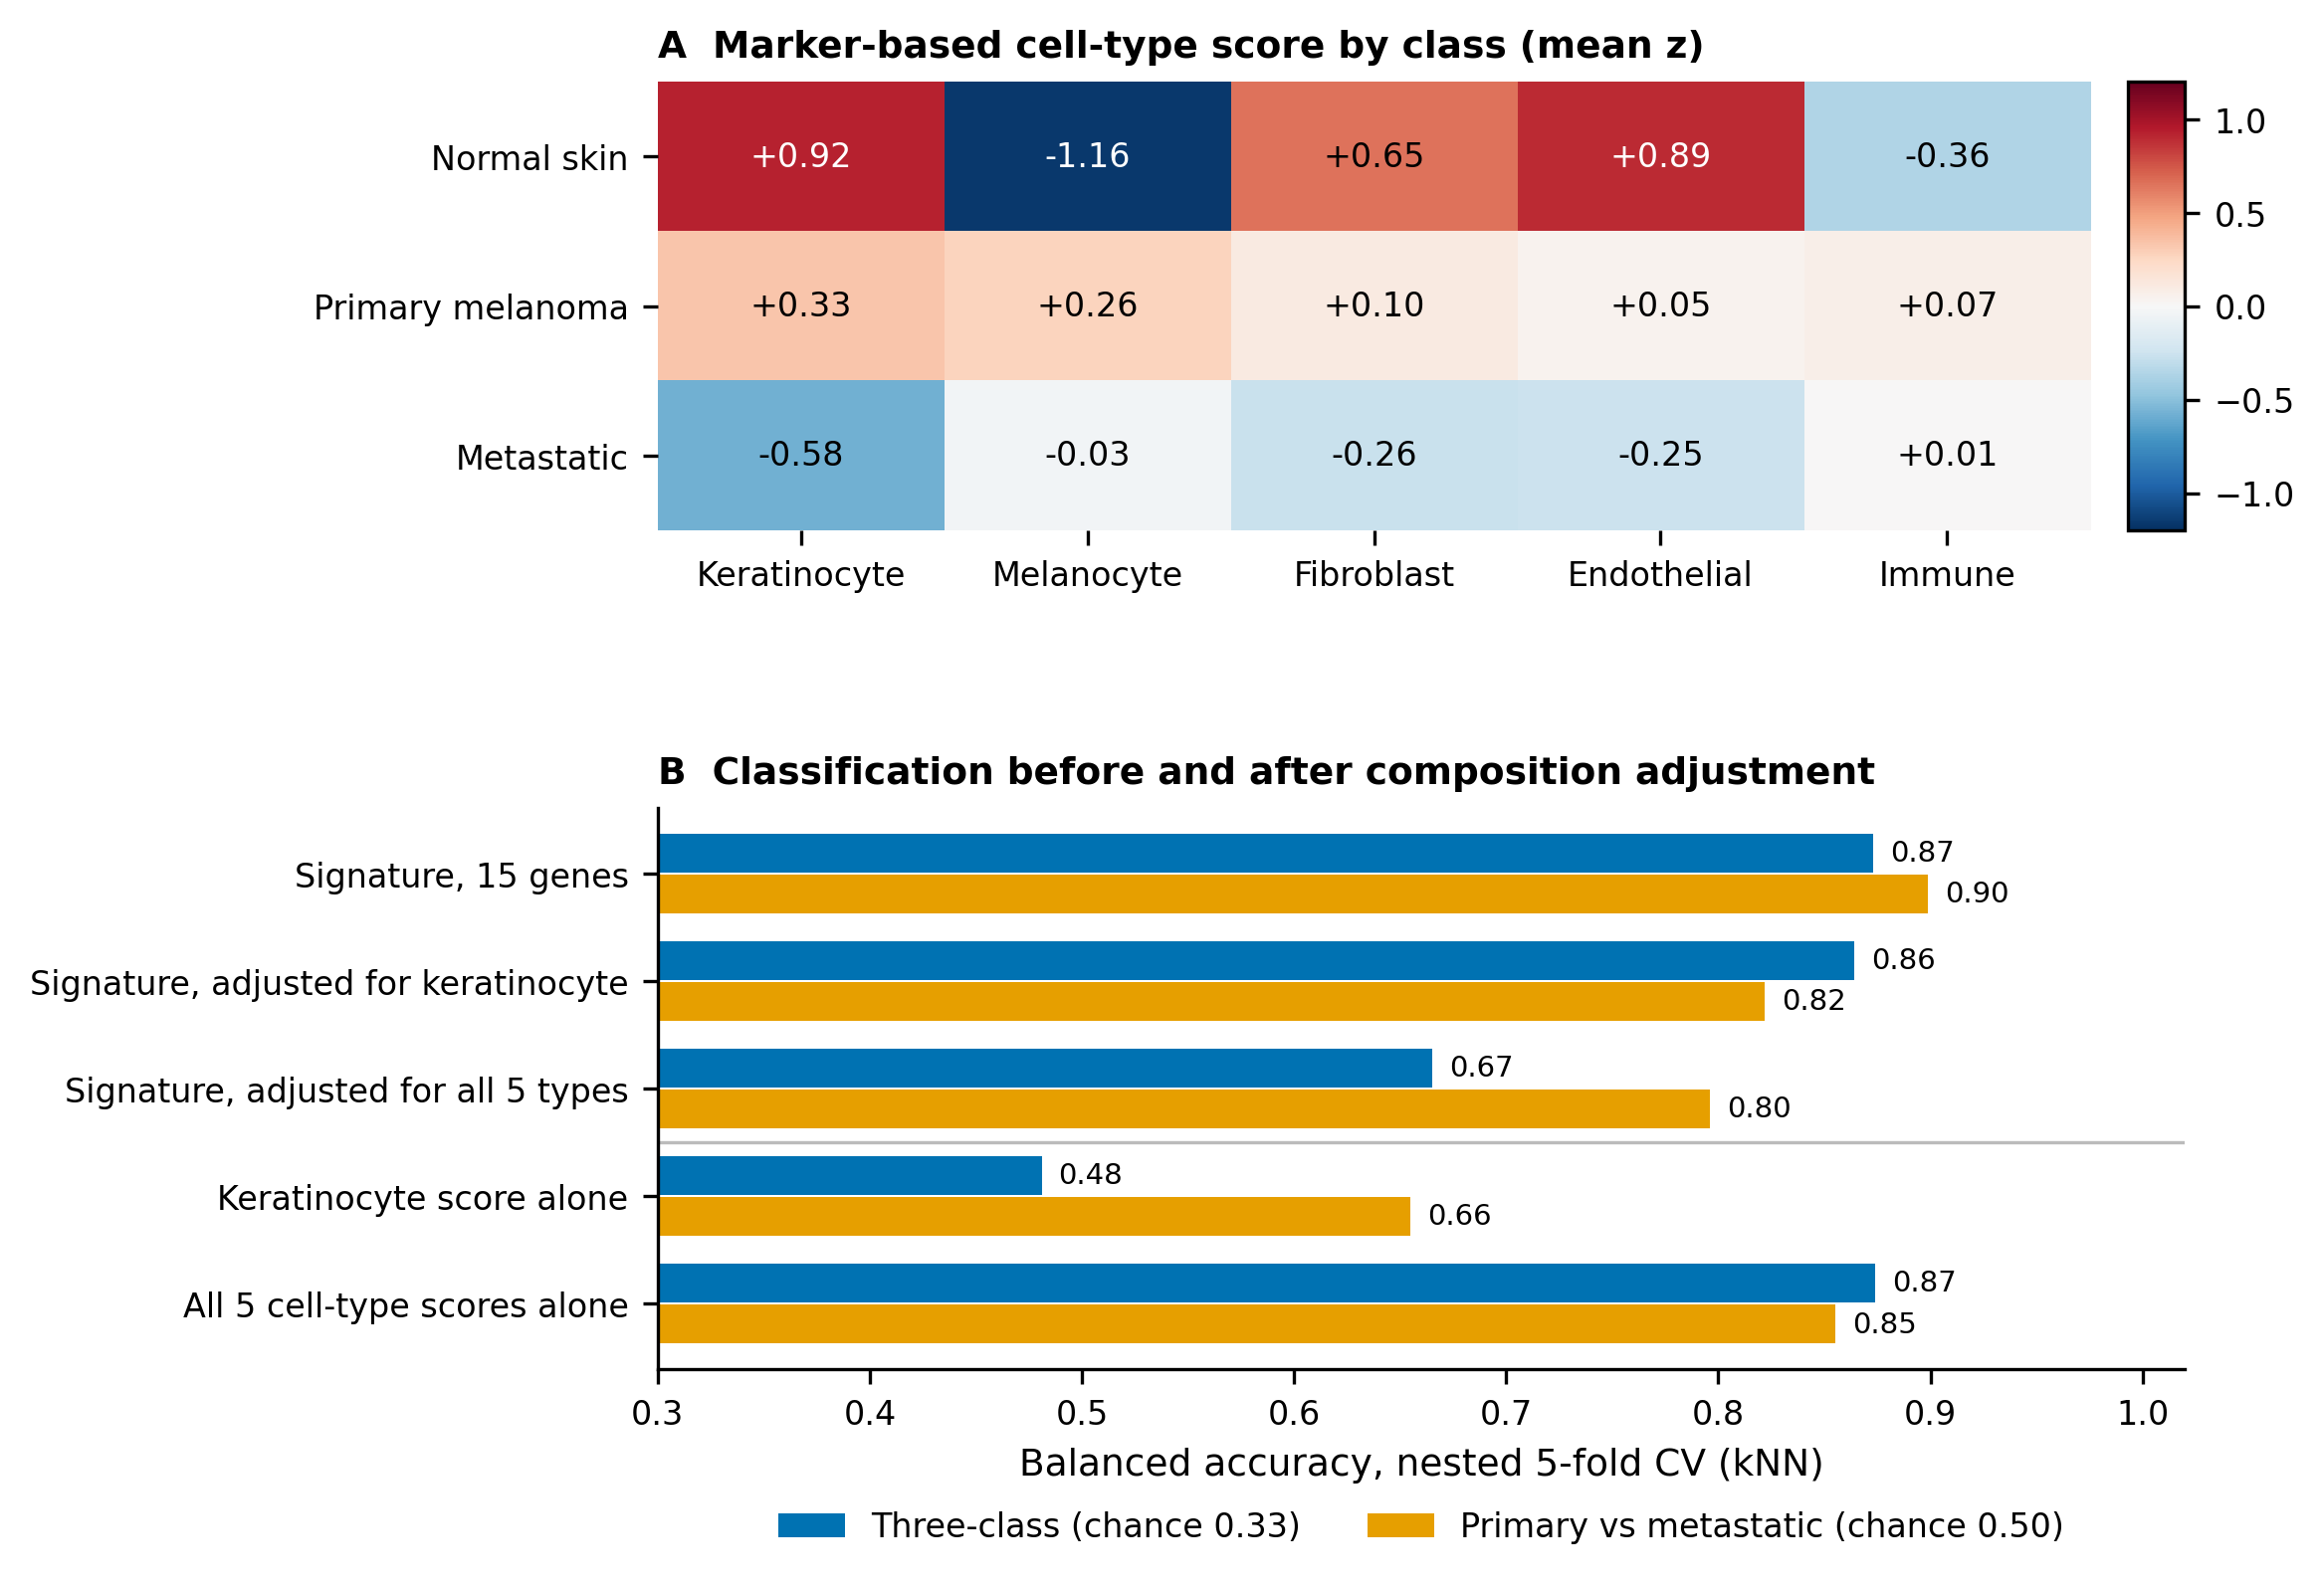 A Marker-based cell-type score by class (mean z)
Normal skin +0.92 -1.16 +0.65 +0.89 -0.36
Primary melanoma +0.33 +0.26 +0.10 +0.05 +0.07
Metastatic -0.58 -0.03 -0.26 -0.25 +0.01
Keratinocyte Melanocyte Fibroblast Endothelial Immune
1.0
0.5
0.0
−0.5
−1.0
B Classification before and after composition adjustment
Signature, 15 genes
0.87
0.90
Signature, adjusted for keratinocyte
0.86
0.82
Signature, adjusted for all 5 types
0.67
0.80
Keratinocyte score alone
0.48
0.66
All 5 cell-type scores alone
0.87
0.85
0.3 0.4 0.5 0.6 0.7 0.8 0.9 1.0
Balanced accuracy, nested 5-fold CV (kNN)
Three-class (chance 0.33) Primary vs metastatic (chance 0.50)